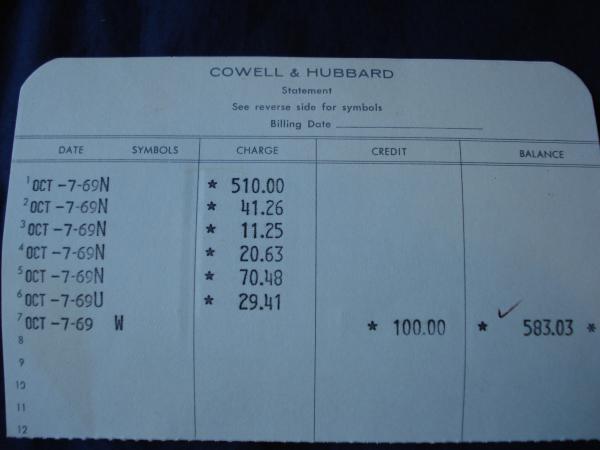 COWELL & HUBBARD
Statement
See reverse side for symbols
Billing Date
DATE SYMBOLS CHARGE CREDIT BALANCE
1 OCT -7-69N * 510.00
2 OCT -7-69N * 41.26
3 OCT -7-69N * 11.25
4 OCT -7-69N * 20.63
5 OCT -7-69N * 70.48
6 OCT -7-69U * 29.41
7 OCT -7-69 W * 100.00 * 583.03 *
8
9
10
11
12